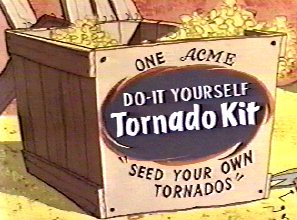 ONE ACME
DO-IT YOURSELF
Tornado Kit
"SEED YOUR OWN
TORNADOS"